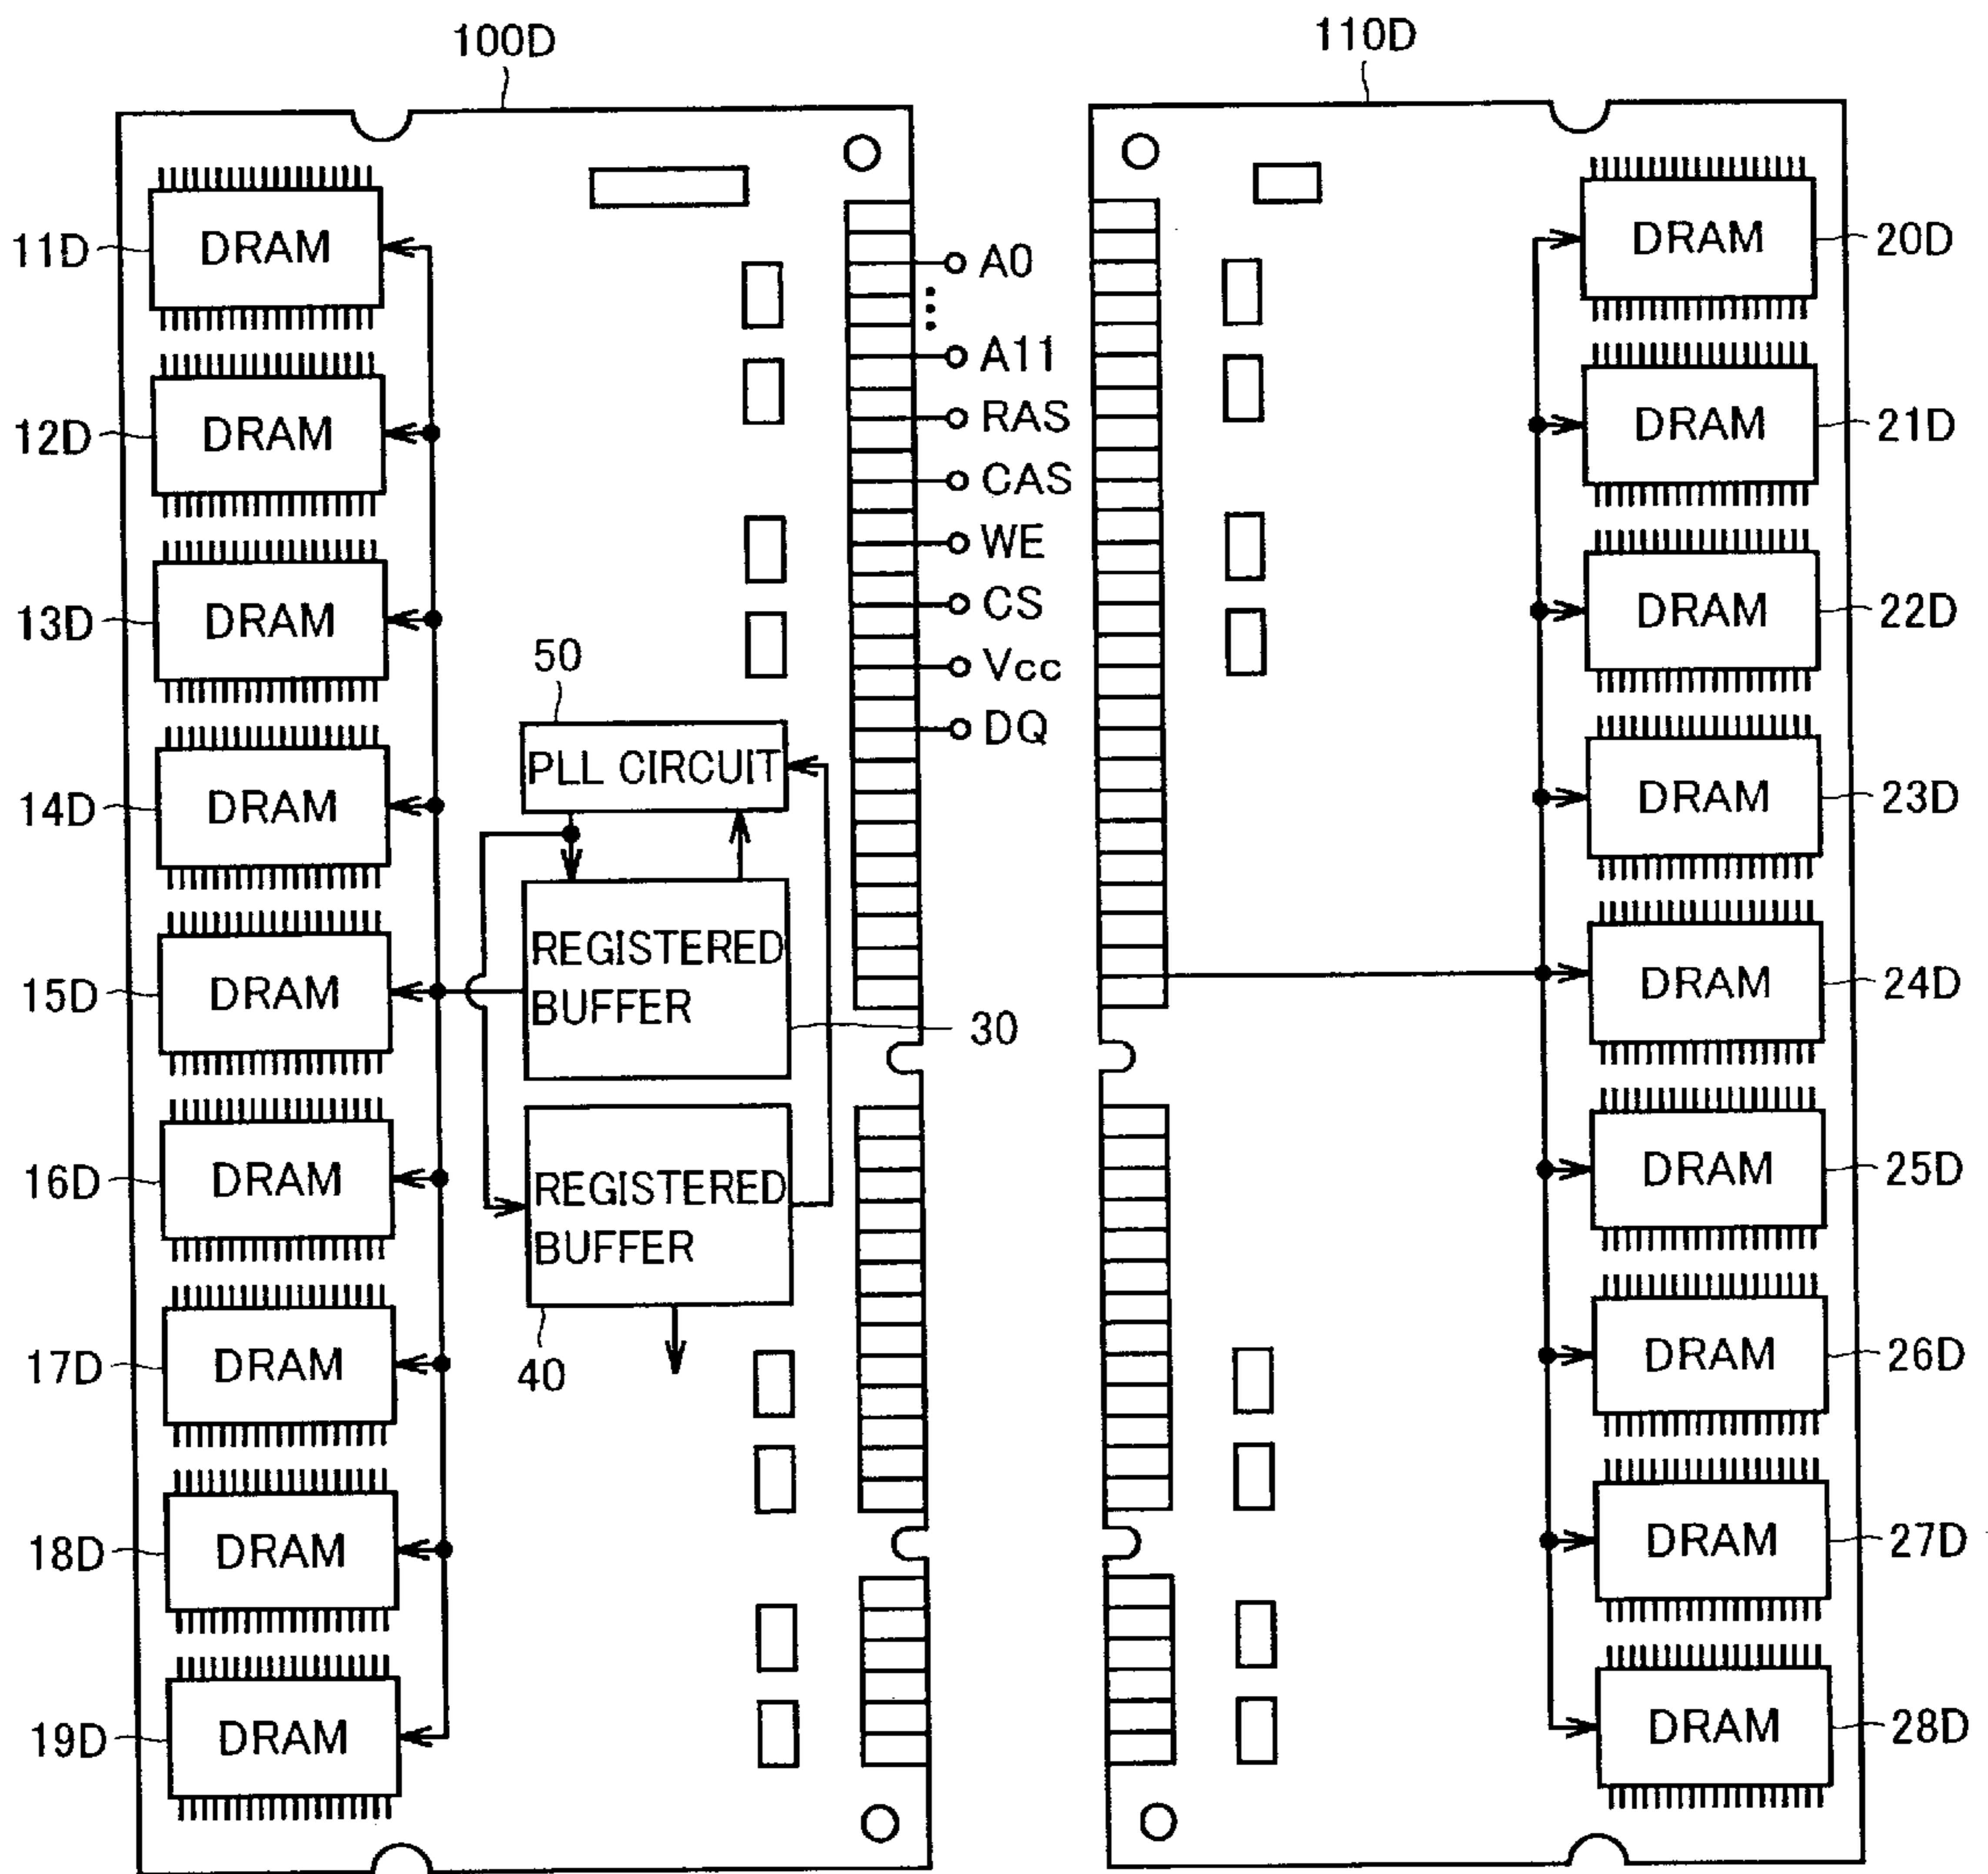 100D
110D
11D
DRAM
12D
DRAM
13D
DRAM
14D
DRAM
15D
DRAM
16D
DRAM
17D
DRAM
18D
DRAM
19D
DRAM
50
PLL CIRCUIT
REGISTERED
BUFFER
30
REGISTERED
BUFFER
40
A0
A11
RAS
CAS
WE
CS
Vcc
DQ
DRAM
20D
DRAM
21D
DRAM
22D
DRAM
23D
DRAM
24D
DRAM
25D
DRAM
26D
DRAM
27D
DRAM
28D